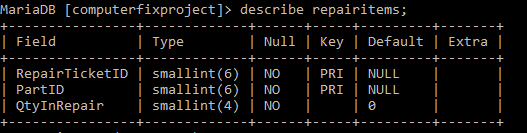 MariaDB [computerfixproject]> describe repairitems;
+----------------+-------------+------+-----+---------+-------+
| Field          | Type        | Null | Key | Default | Extra |
+----------------+-------------+------+-----+---------+-------+
| RepairTicketID | smallint(6) | NO   | PRI | NULL    |       |
| PartID         | smallint(6) | NO   | PRI | NULL    |       |
| QtyInRepair    | smallint(4) | NO   |     | 0       |       |
+----------------+-------------+------+-----+---------+-------+